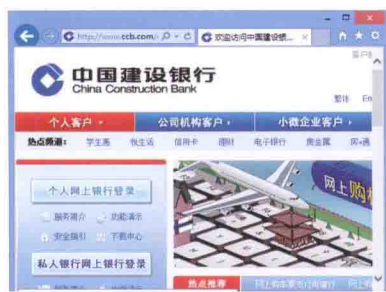 http://www.ccb.com/
欢迎访问中国建设银...
中国建设银行
China Construction Bank
繁体 En
个人客户 公司机构客户 小微企业客户
热点频道: 学生惠 悦生活 信用卡 理财 电子银行 贵金属 房e通
个人网上银行登录
服务简介 功能演示
安全指引 下载中心
私人银行网上银行登录
网上购
热点推荐